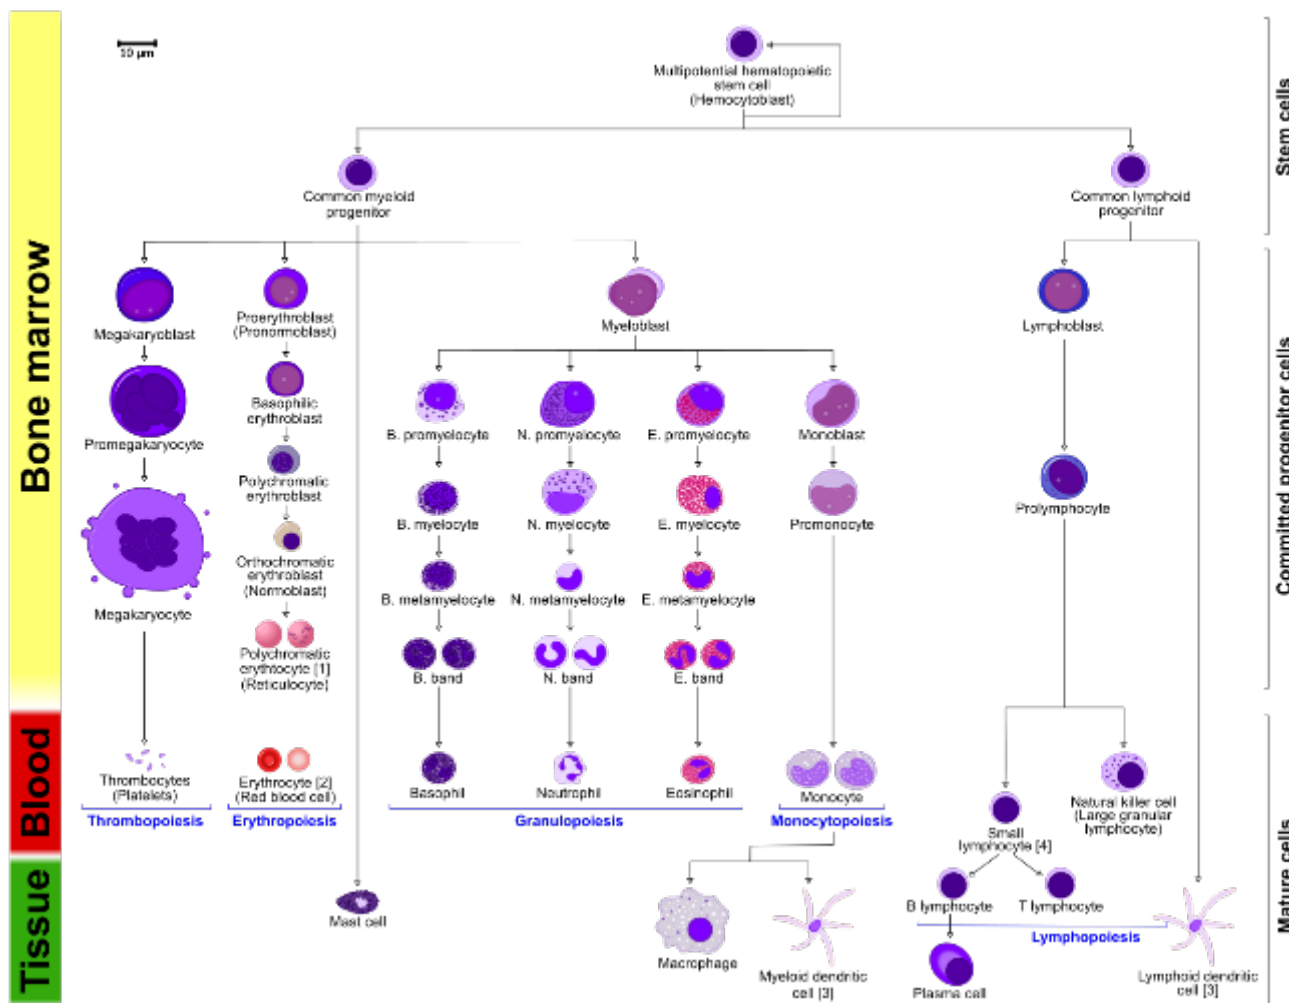 10 µm
Multipotential hematopoietic
stem cell
(Hemocytoblast)
Common myeloid
progenitor
Common lymphoid
progenitor
Megakaryoblast
Proerythroblast
(Pronormoblast)
Myeloblast
Lymphoblast
Promegakaryocyte
Basophilic
erythroblast
B. promyelocyte
N. promyelocyte
E. promyelocyte
Monoblast
Polychromatic
erythroblast
B. myelocyte
N. myelocyte
E. myelocyte
Promonocyte
Prolymphocyte
Megakaryocyte
Orthochromatic
erythroblast
(Normoblast)
B. metamyelocyte
N. metamyelocyte
E. metamyelocyte
Polychromatic
erythtocyte [1]
(Reticulocyte)
B. band
N. band
E. band
Thrombocytes
(Platelets)
Erythrocyte [2]
(Red blood cell)
Basophil
Neutrophil
Eosinophil
Monocyte
Natural killer cell
(Large granular
lymphocyte)
Small
lymphocyte [4]
Thrombopoiesis
Erythropoiesis
Granulopoiesis
Monocytopoiesis
Mast cell
Macrophage
Myeloid dendritic
cell [3]
B lymphocyte
T lymphocyte
Lymphopoiesis
Plasma cell
Lymphoid dendritic
cell [3]
Bone marrow
Blood
Tissue
Stem cells
Committed progenitor cells
Mature cells